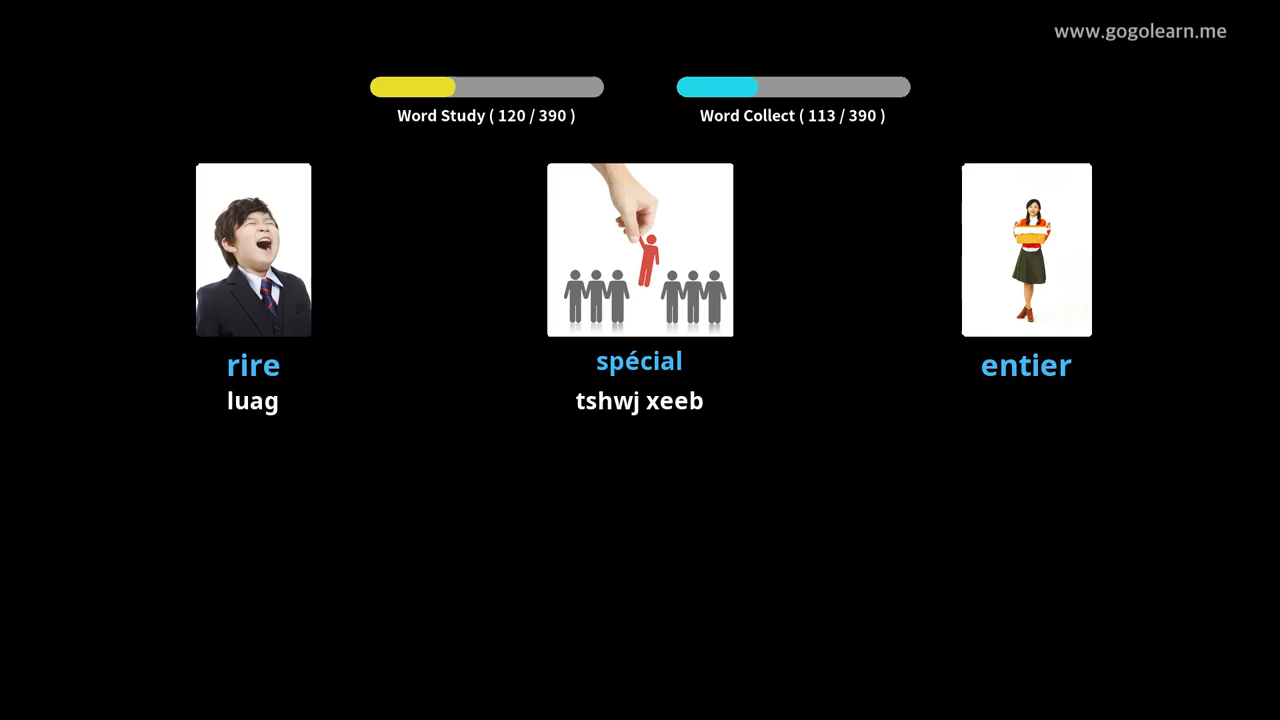 www.gogolearn.me
Word Study ( 120 / 390 )
Word Collect ( 113 / 390 )
rire
luag
spécial
tshwj xeeb
entier